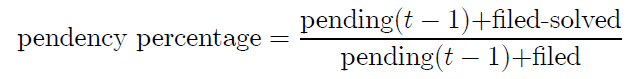 pendency percentage = pending(t − 1)+filed-solved
pending(t − 1)+filed